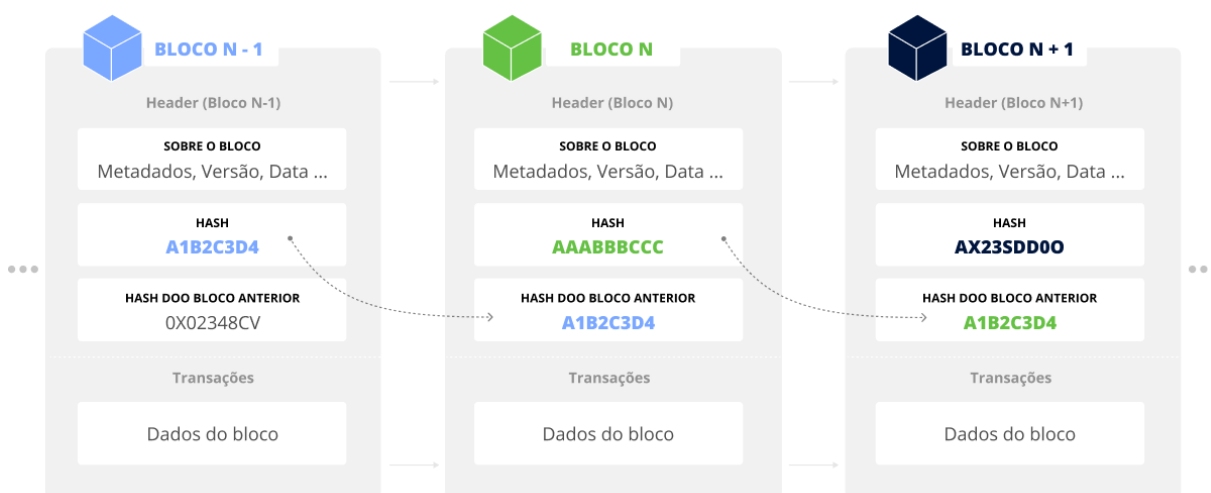 BLOCO N - 1
Header (Bloco N-1)
SOBRE O BLOCO
Metadados, Versão, Data ...
HASH
A1B2C3D4
HASH DOO BLOCO ANTERIOR
0X02348CV
Transações
Dados do bloco
BLOCO N
Header (Bloco N)
SOBRE O BLOCO
Metadados, Versão, Data ...
HASH
AAABBBCCC
HASH DOO BLOCO ANTERIOR
A1B2C3D4
Transações
Dados do bloco
BLOCO N + 1
Header (Bloco N+1)
SOBRE O BLOCO
Metadados, Versão, Data ...
HASH
AX23SDD0O
HASH DOO BLOCO ANTERIOR
A1B2C3D4
Transações
Dados do bloco